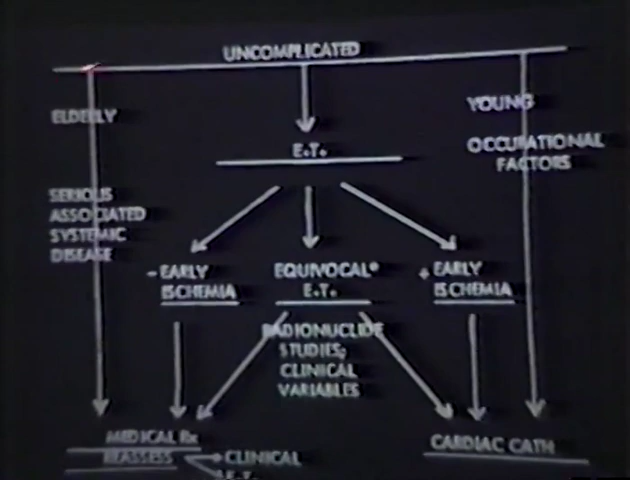 UNCOMPLICATED
ELDERLY
SERIOUS
ASSOCIATED
SYSTEMIC
DISEASE
E.T.
YOUNG
OCCUPATIONAL
FACTORS
- EARLY
ISCHEMIA
EQUIVOCAL*
E.T.
+ EARLY
ISCHEMIA
RADIONUCLIDE
STUDIES;
CLINICAL
VARIABLES
MEDICAL Rx
REASSESS
CLINICAL
E.T.
CARDIAC CATH